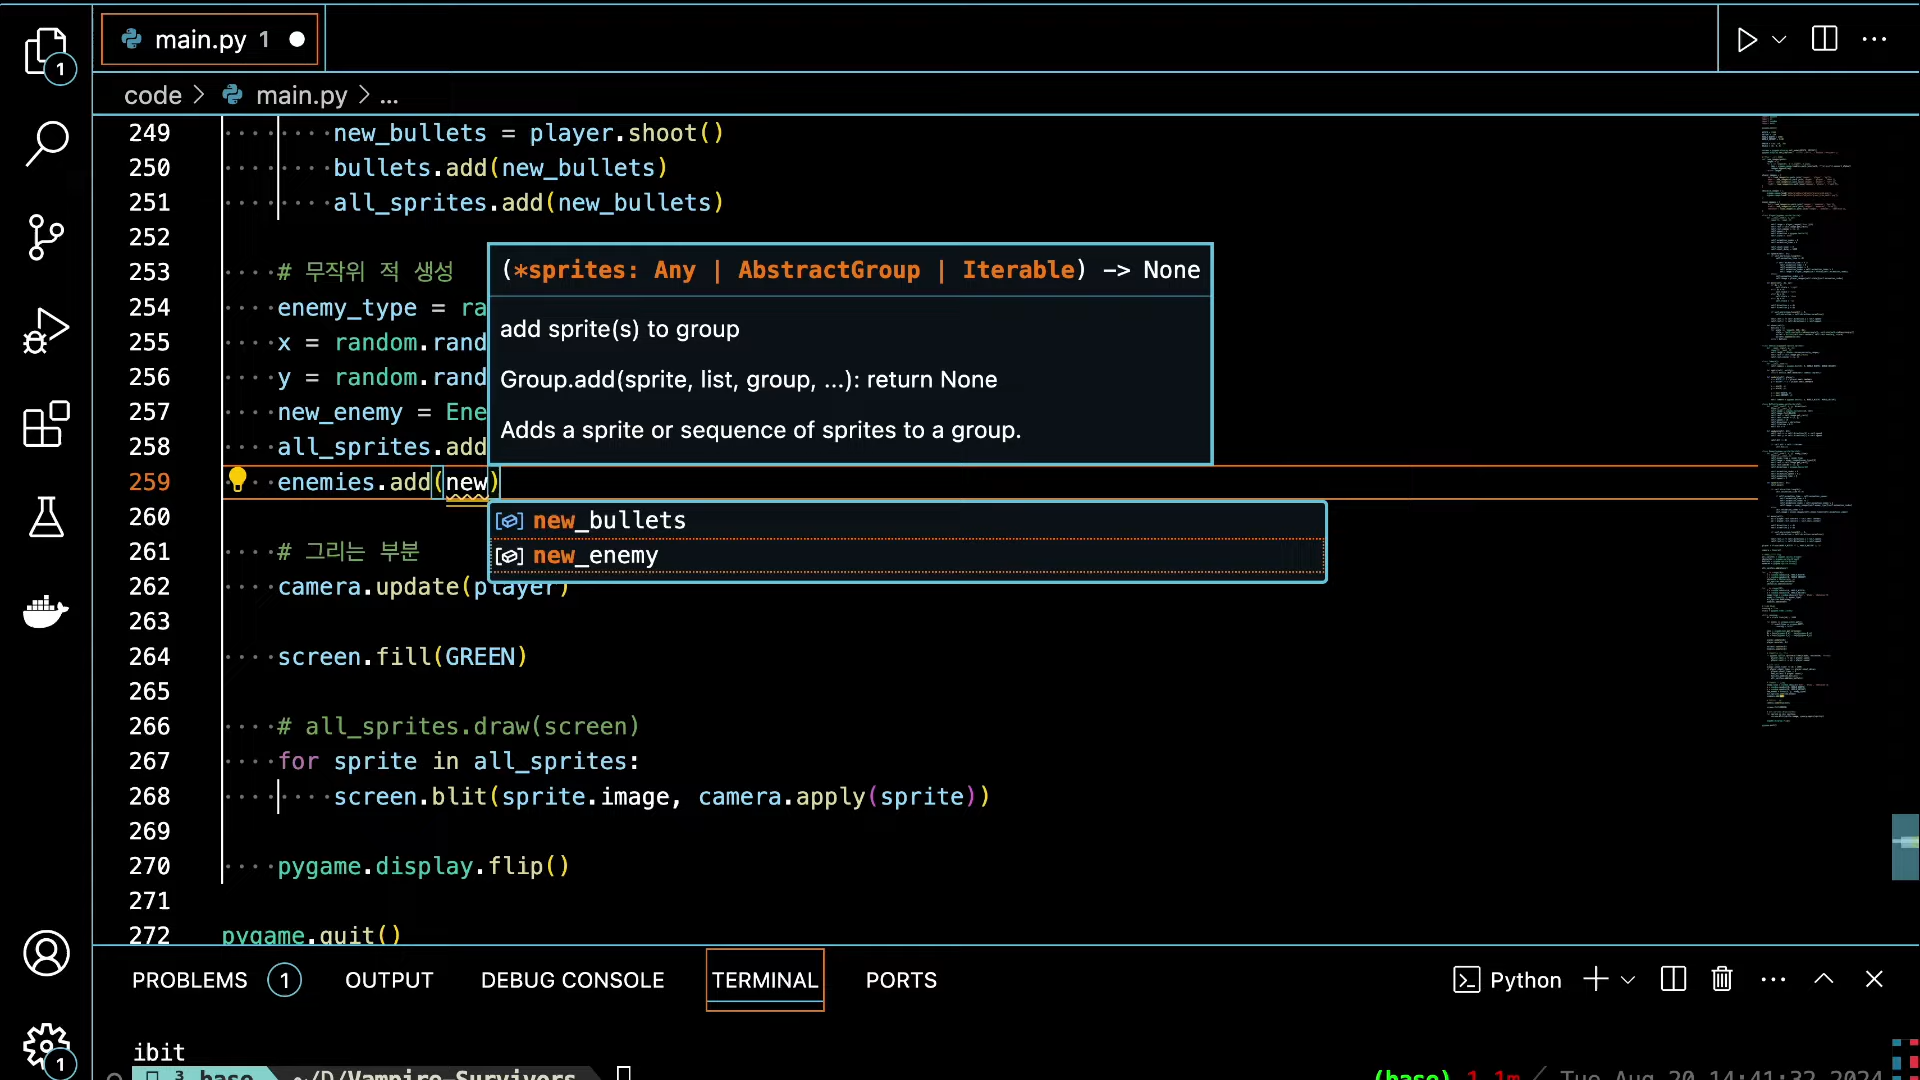 main.py 1
code > main.py > ...
249 new_bullets = player.shoot()
250 bullets.add(new_bullets)
251 all_sprites.add(new_bullets)
252
253 # 무작위 적 생성
254 enemy_type = ra
255 x = random.rand
256 y = random.rand
257 new_enemy = Ene
258 all_sprites.add
259 enemies.add(new)
(*sprites: Any | AbstractGroup | Iterable) -> None
add sprite(s) to group
Group.add(sprite, list, group, ...): return None
Adds a sprite or sequence of sprites to a group.
new_bullets
new_enemy
260
261 # 그리는 부분
262 camera.update(player)
263
264 screen.fill(GREEN)
265
266 # all_sprites.draw(screen)
267 for sprite in all_sprites:
268 screen.blit(sprite.image, camera.apply(sprite))
269
270 pygame.display.flip()
271
272 pygame.quit()
PROBLEMS 1 OUTPUT DEBUG CONSOLE TERMINAL PORTS Python
ibit
3 base ~/D/Vampire-Survivers (base) 1.1m / Tue Aug 20 14:41:32 2024
1
1